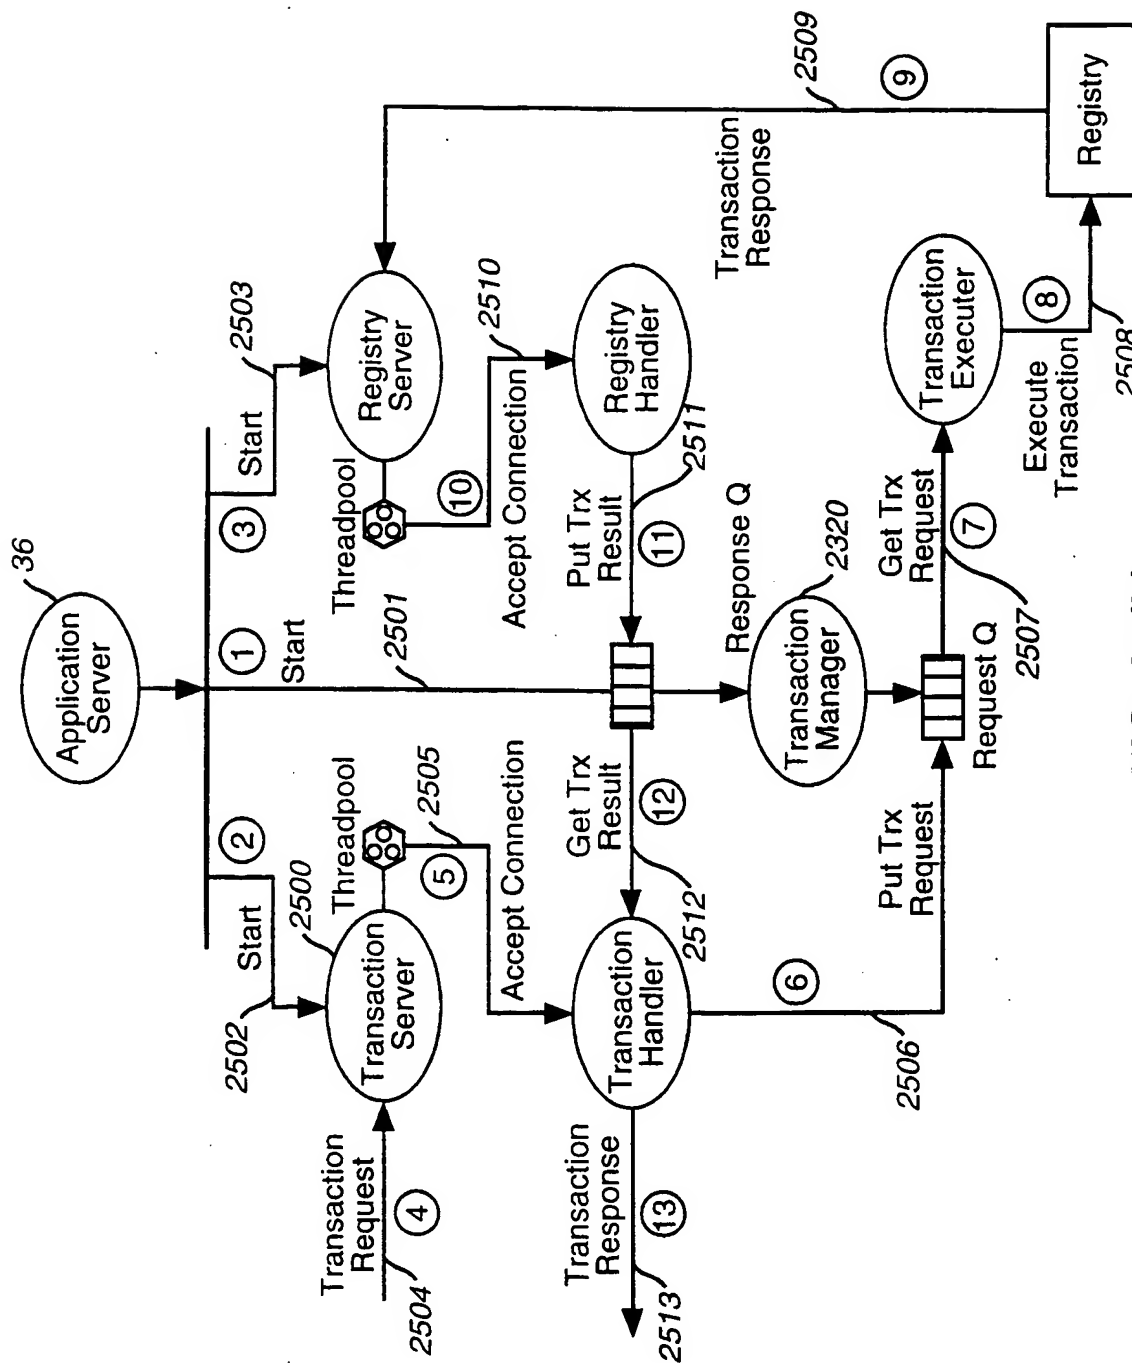 36
Application
Server
2
1
3
Start
Start
Start
2502
2503
2500
2501
Transaction
Request
4
2504
Transaction
Server
Threadpool
Threadpool
Registry
Server
5
2505
Accept Connection
10
2510
Accept Connection
Transaction
Response
9
2509
Transaction
Response
13
2513
Transaction
Handler
2512
Get Trx
Result
12
Put Trx
Result
11
2511
Registry
Handler
Response Q
Transaction
Manager
2320
6
2506
Put Trx
Request
Request Q
Get Trx
Request
7
2507
Transaction
Executer
Execute
Transaction
8
2508
Registry